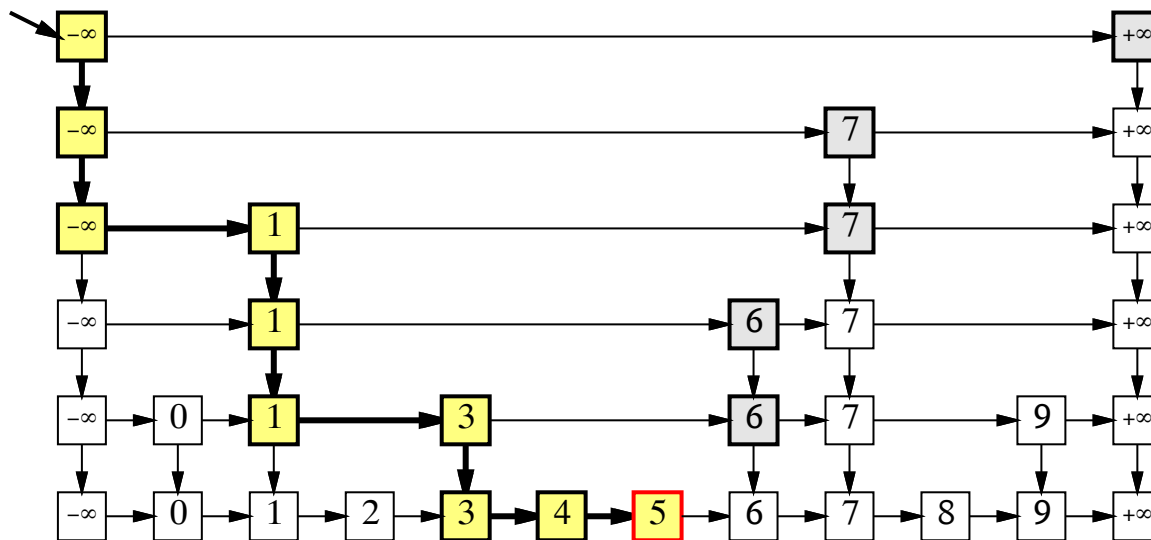 −∞ +∞
−∞ 7 +∞
−∞ 1 7 +∞
−∞ 1 6 7 +∞
−∞ 0 1 3 6 7 9 +∞
−∞ 0 1 2 3 4 5 6 7 8 9 +∞